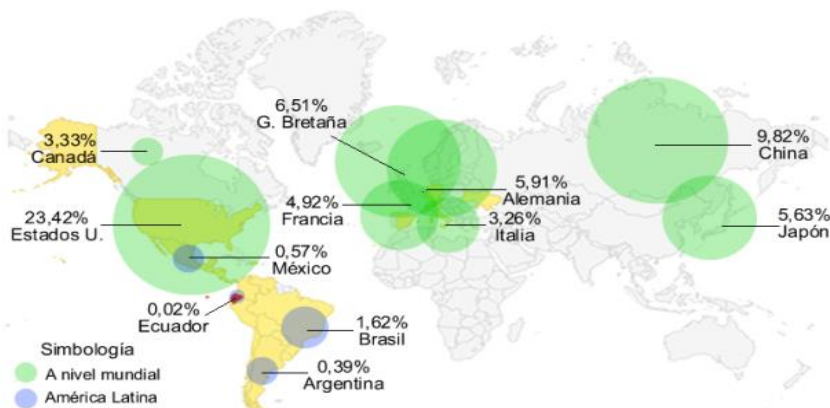 6,51%
G. Bretaña
3,33%
Canadá
9,82%
China
5,91%
Alemania
4,92%
Francia
23,42%
Estados U.
3,26%
Italia
5,63%
Japón
0,57%
México
0,02%
Ecuador
1,62%
Brasil
0,39%
Argentina
Simbología
A nivel mundial
América Latina